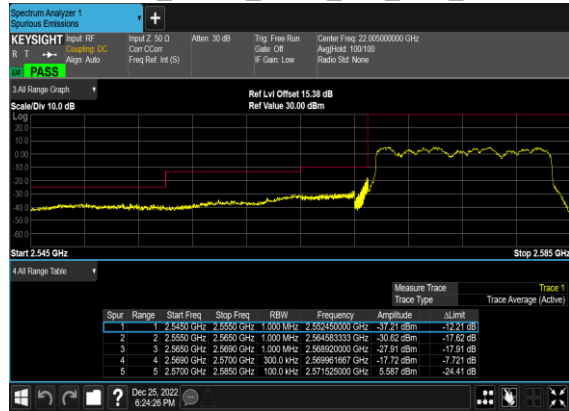 Spectrum Analyzer 1
Spurious Emissions
KEYSIGHT Input: RF Input Z: 50 Ω Atten: 30 dB Trig: Free Run Center Freq: 22.005000000 GHz
R T Coupling: DC Corr CCorr Gate: Off Avg|Hold: 100/100
Align: Auto Freq Ref: Int (S) IF Gain: Low Radio Std: None
PASS
3 All Range Graph
Ref Lvl Offset 15.38 dB
Scale/Div 10.0 dB Ref Value 30.00 dBm
Log
20.0
10.0
0.00
-10.0
-20.0
-30.0
-40.0
-50.0
-60.0
Start 2.545 GHz Stop 2.585 GHz
4 All Range Table
Measure Trace Trace 1
Trace Type Trace Average (Active)
Spur Range Start Freq Stop Freq RBW Frequency Amplitude ΔLimit
1 1 2.5450 GHz 2.5550 GHz 1.000 MHz 2.552450000 GHz -37.21 dBm -12.21 dB
2 2 2.5550 GHz 2.5650 GHz 1.000 MHz 2.564583333 GHz -30.62 dBm -17.62 dB
3 3 2.5650 GHz 2.5690 GHz 1.000 MHz 2.568920000 GHz -27.91 dBm -17.91 dB
4 4 2.5690 GHz 2.5700 GHz 300.0 kHz 2.569961667 GHz -17.72 dBm -7.721 dB
5 5 2.5700 GHz 2.5850 GHz 100.0 kHz 2.571525000 GHz 5.587 dBm -24.41 dB
? Dec 25, 2022
6:24:26 PM